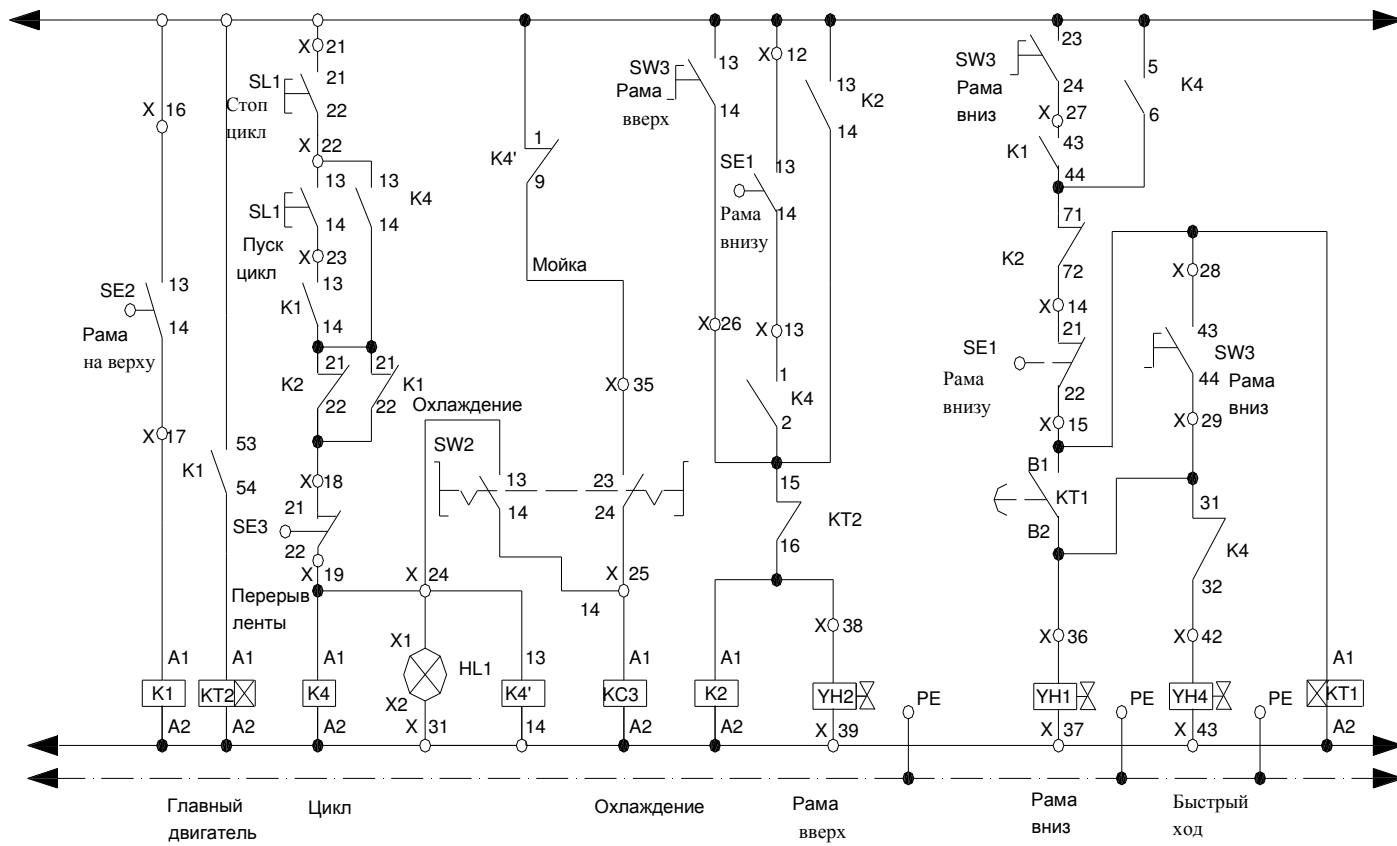 X 16
SE2
13
14
Рама
на верху
X 17
A1
K1
A2
K1
53
54
A1
KT2
A2
X 21
SL1
21
22
Стоп
цикл
X 22
13
SL1
14
13
K4
14
Пуск
цикл
X 23
13
K1
14
21
K2
22
21
K1
22
X 18
21
SE3
22
X 19
Перерыв
ленты
A1
K4
A2
Охлаждение
X 24
X1
HL1
X2
X 31
13
K4'
14
1
K4'
9
Мойка
X 35
SW2
13
14
23
24
14
X 25
A1
KC3
A2
SW3
13
Рама
14
вверх
X 26
X 12
SE1
13
14
Рама
внизу
X 13
1
K4
2
13
K2
14
15
KT2
16
A1
K2
A2
X 38
YH2
X 39
PE
23
SW3
24
Рама
вниз
X 27
43
K1
44
5
K4
6
71
K2
72
X 14
21
SE1
22
Рама
внизу
X 15
B1
KT1
B2
X 36
YH1
X 37
PE
X 28
43
SW3
44
Рама
вниз
X 29
31
K4
32
X 42
YH4
X 43
PE
A1
KT1
A2
Главный
двигатель
Цикл
Охлаждение
Рама
вверх
Рама
вниз
Быстрый
ход